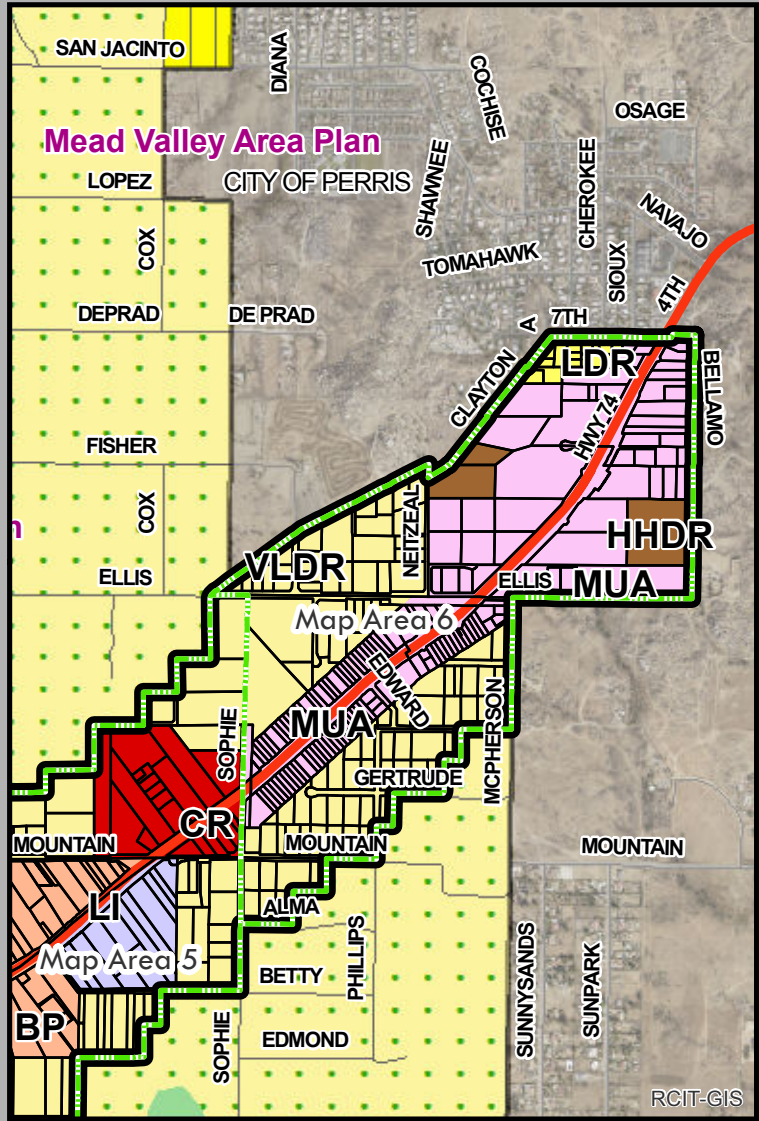 SAN JACINTO
DIANA
COCHISE
OSAGE
Mead Valley Area Plan
LOPEZ
CITY OF PERRIS
SHAWNEE
CHEROKEE
NAVAJO
COX
TOMAHAWK
SIOUX
4TH
DEPRAD
DE PRAD
A
7TH
CLAYTON
LDR
BELLAMO
HWY 74
FISHER
COX
n
NEITZEAL
HHDR
VLDR
ELLIS
ELLIS
MUA
Map Area 6
EDWARD
SOPHIE
MUA
MCPHERSON
GERTRUDE
CR
MOUNTAIN
MOUNTAIN
MOUNTAIN
LI
ALMA
Map Area 5
PHILLIPS
SUNNYSANDS
SUNPARK
BETTY
BP
SOPHIE
EDMOND
RCIT-GIS